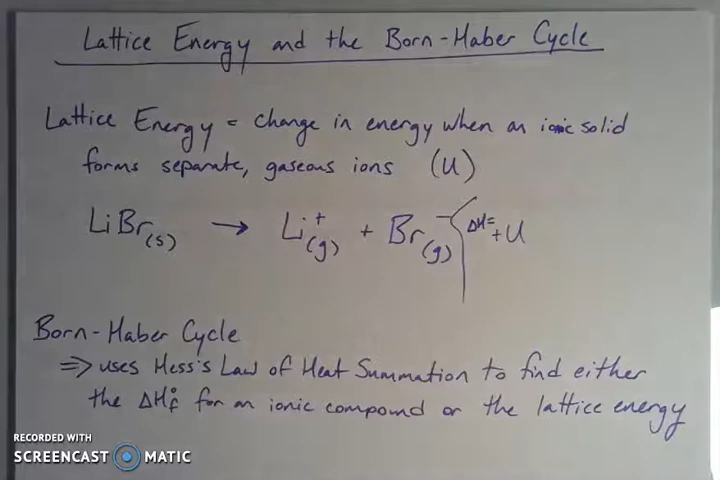 Lattice Energy and the Born-Haber Cycle
Lattice Energy = change in energy when an ionic solid
forms separate, gaseous ions (U)
LiBr(s) → Li⁺(g) + Br⁻(g) ΔH= +U
Born-Haber Cycle
⇒ uses Hess's Law of Heat Summation to find either
the ΔH°f for an ionic compound or the lattice energy
RECORDED WITH
SCREENCAST MATIC